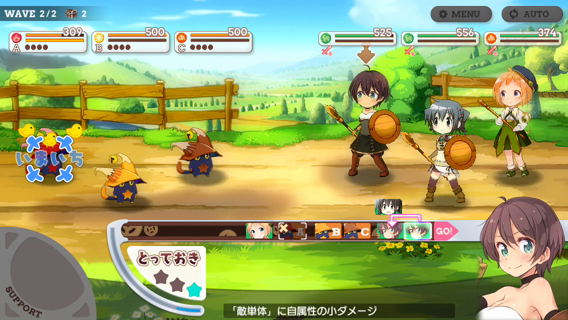 WAVE 2/2 2
MENU
AUTO
309
A
500
B
500
C
525
556
374
いまいち
B
C
GO!
とっておき
SUPPORT
「敵単体」に自属性の小ダメージ